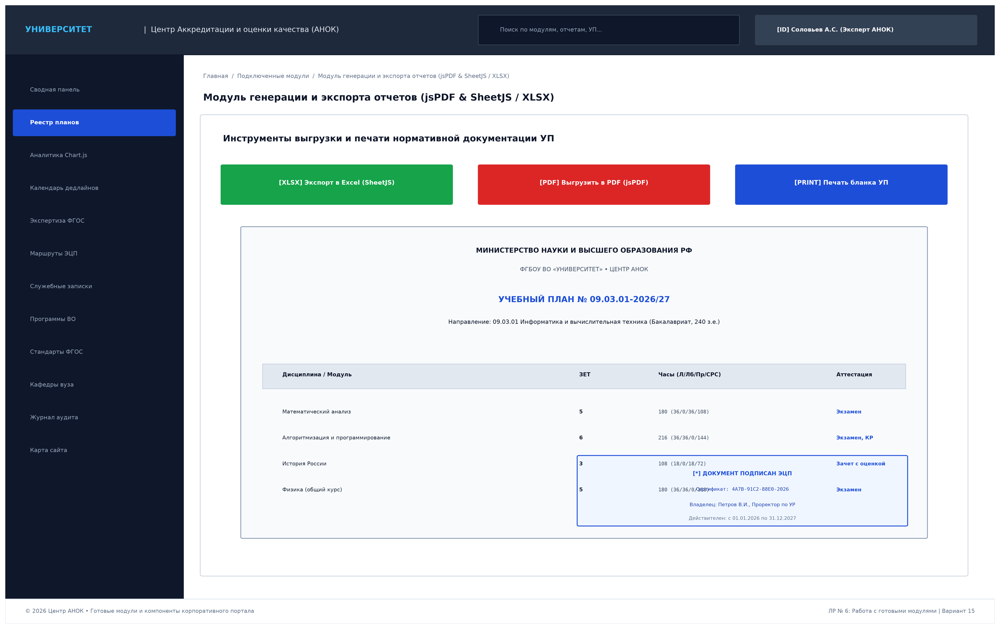 УНИВЕРСИТЕТ | Центр Аккредитации и оценки качества (АНОК)
Поиск по модулям, отчетам, УП...
[ID] Соловьев А.С. (Эксперт АНОК)
Сводная панель
Реестр планов
Аналитика Chart.js
Календарь дедлайнов
Экспертиза ФГОС
Маршруты ЭЦП
Служебные записки
Программы ВО
Стандарты ФГОС
Кафедры вуза
Журнал аудита
Карта сайта
Главная / Подключенные модули / Модуль генерации и экспорта отчетов (jsPDF & SheetJS / XLSX)
Модуль генерации и экспорта отчетов (jsPDF & SheetJS / XLSX)
Инструменты выгрузки и печати нормативной документации УП
[XLSX] Экспорт в Excel (SheetJS)
[PDF] Выгрузить в PDF (jsPDF)
[PRINT] Печать бланка УП
МИНИСТЕРСТВО НАУКИ И ВЫСШЕГО ОБРАЗОВАНИЯ РФ
ФГБОУ ВО «УНИВЕРСИТЕТ» • ЦЕНТР АНОК
УЧЕБНЫЙ ПЛАН № 09.03.01-2026/27
Направление: 09.03.01 Информатика и вычислительная техника (Бакалавриат, 240 з.е.)
Дисциплина / Модуль ЗЕТ Часы (Л/Лб/Пр/СРС) Аттестация
Математический анализ 5 180 (36/0/36/108) Экзамен
Алгоритмизация и программирование 6 216 (36/36/0/144) Экзамен, КР
История России 3 108 (18/0/18/72) Зачет с оценкой
[*] ДОКУМЕНТ ПОДПИСАН ЭЦП
Физика (общий курс) 5 180 (36/36/0/108) Экзамен
Сертификат: 4A7B-91C2-88E0-2026
Владелец: Петров В.И., Проректор по УР
Действителен: с 01.01.2026 по 31.12.2027
© 2026 Центр АНОК • Готовые модули и компоненты корпоративного портала
ЛР № 6: Работа с готовыми модулями | Вариант 15